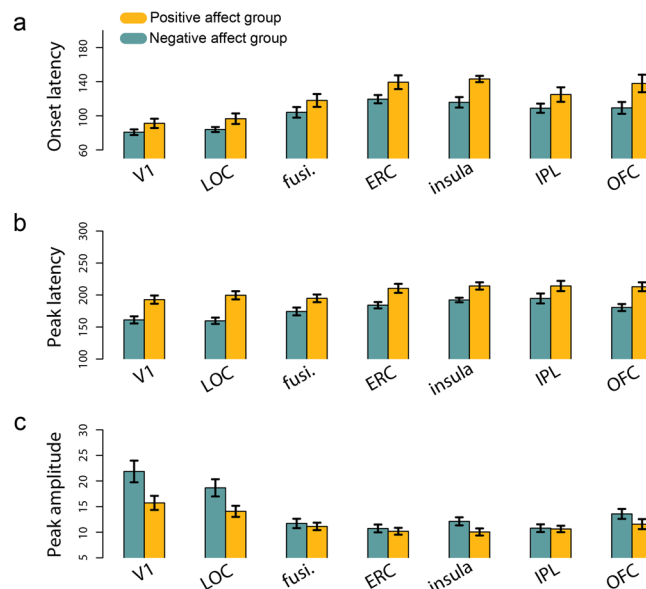 a
Positive affect group
Negative affect group
Onset latency
180
140
100
60
V1 LOC fusi. ERC insula IPL OFC
b
Peak latency
300
250
200
150
100
V1 LOC fusi. ERC insula IPL OFC
c
Peak amplitude
30
25
20
15
10
5
V1 LOC fusi. ERC insula IPL OFC